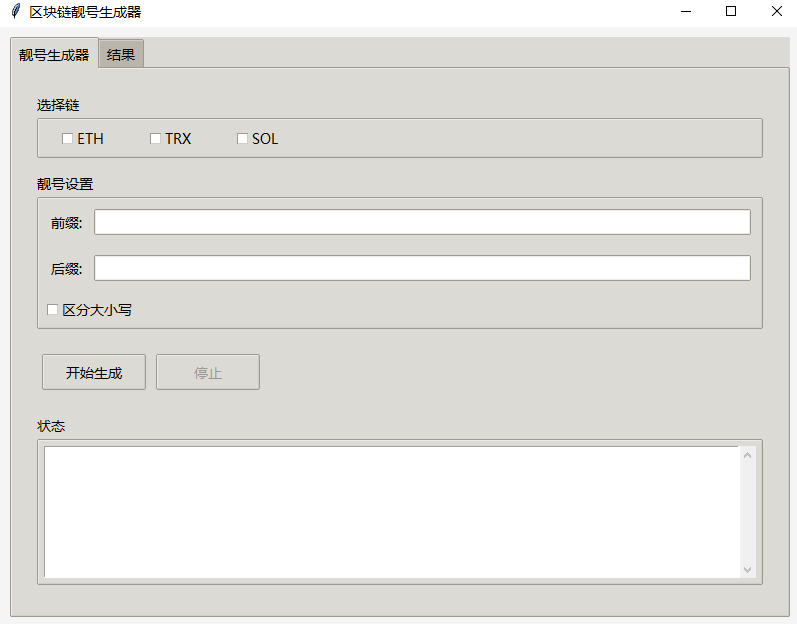 区块链靓号生成器
靓号生成器 结果
选择链
ETH TRX SOL
靓号设置
前缀:
后缀:
区分大小写
开始生成 停止
状态